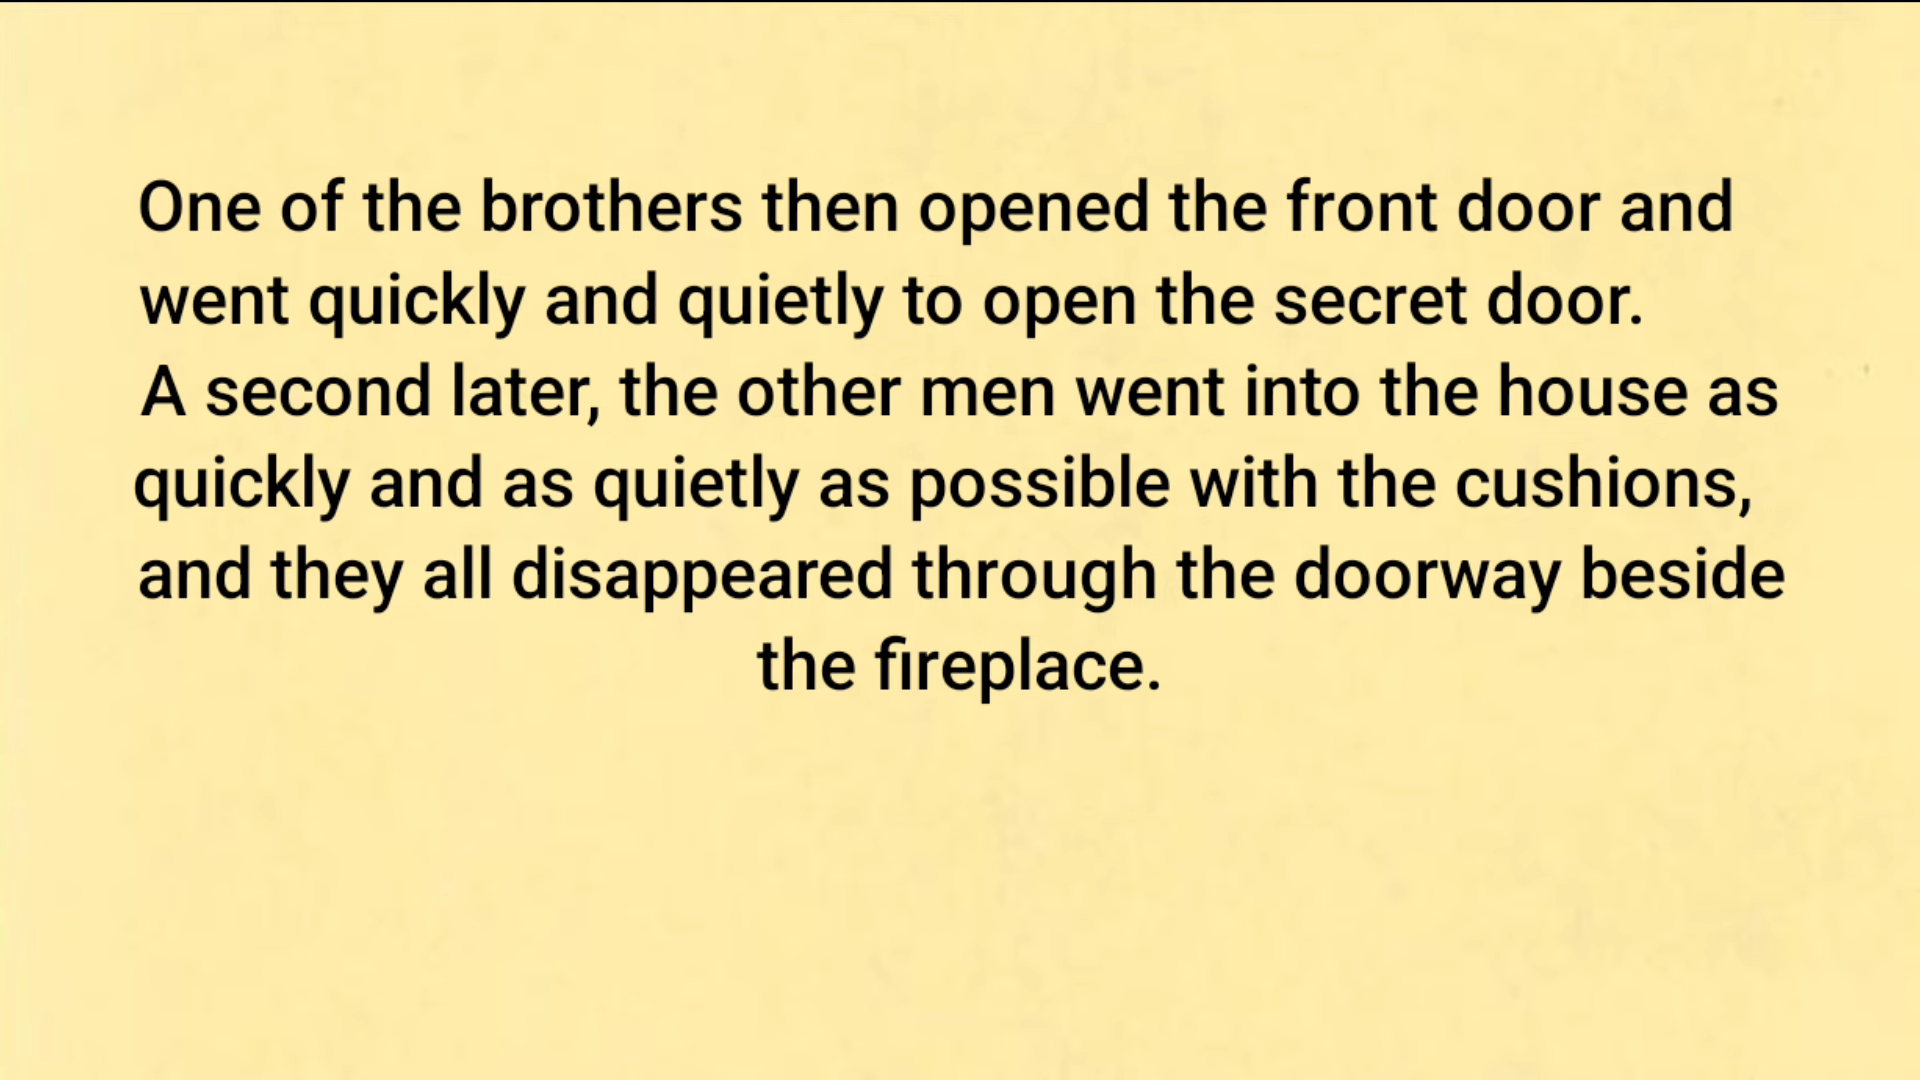 One of the brothers then opened the front door and
went quickly and quietly to open the secret door.
A second later, the other men went into the house as
quickly and as quietly as possible with the cushions,
and they all disappeared through the doorway beside
the fireplace.